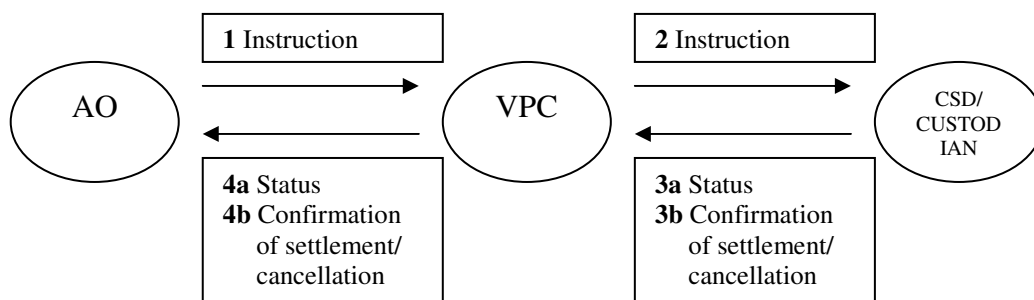 1 Instruction
2 Instruction
AO
VPC
CSD/
CUSTOD
IAN
4a Status
4b Confirmation
of settlement/
cancellation
3a Status
3b Confirmation
of settlement/
cancellation